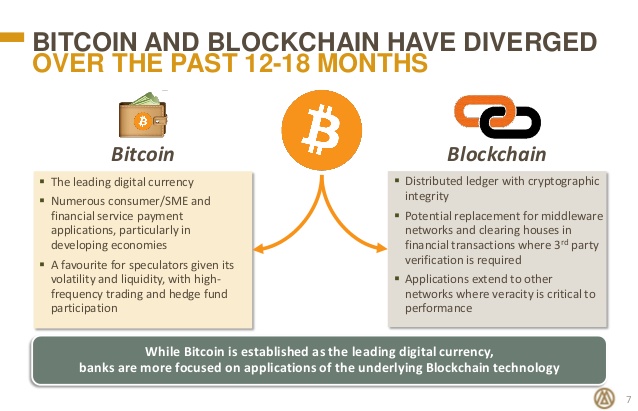 BITCOIN AND BLOCKCHAIN HAVE DIVERGED
OVER THE PAST 12-18 MONTHS
Bitcoin
▪ The leading digital currency
▪ Numerous consumer/SME and
financial service payment
applications, particularly in
developing economies
▪ A favourite for speculators given its
volatility and liquidity, with high-
frequency trading and hedge fund
participation
Blockchain
▪ Distributed ledger with cryptographic
integrity
▪ Potential replacement for middleware
networks and clearing houses in
financial transactions where 3rd party
verification is required
▪ Applications extend to other
networks where veracity is critical to
performance
While Bitcoin is established as the leading digital currency,
banks are more focused on applications of the underlying Blockchain technology
7